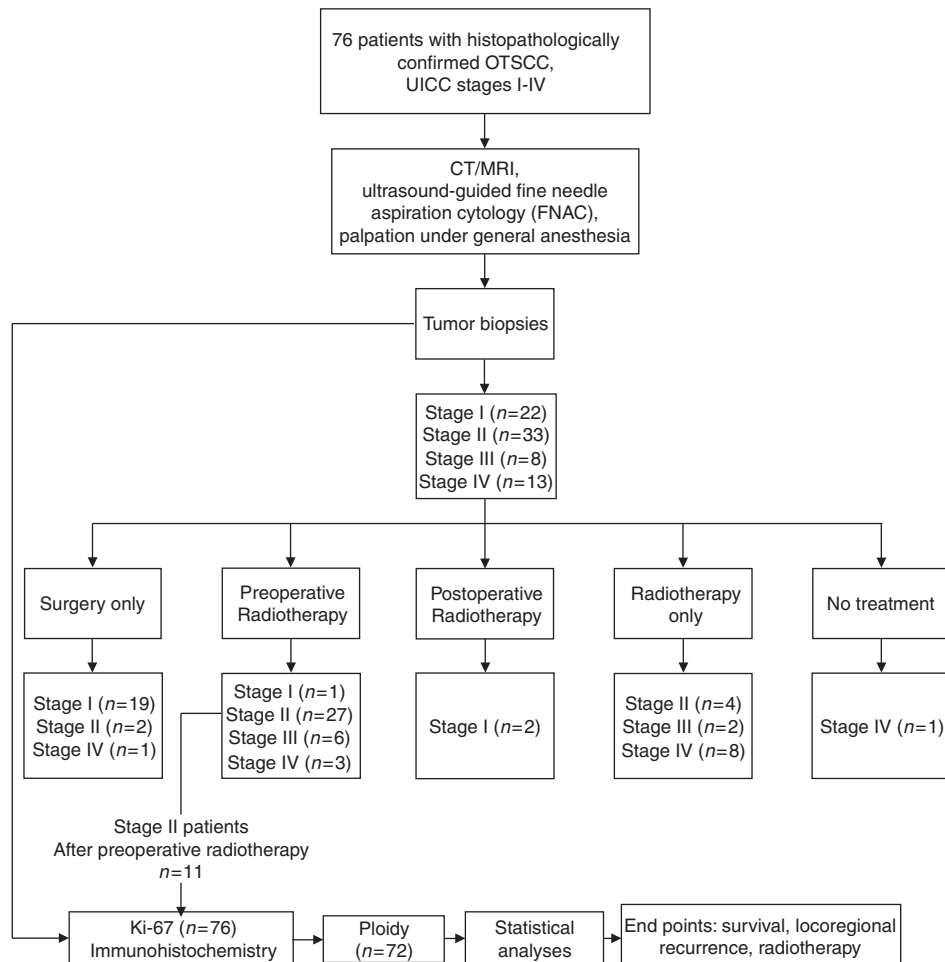 76 patients with histopathologically
confirmed OTSCC,
UICC stages I-IV
CT/MRI,
ultrasound-guided fine needle
aspiration cytology (FNAC),
palpation under general anesthesia
Tumor biopsies
Stage I (n=22)
Stage II (n=33)
Stage III (n=8)
Stage IV (n=13)
Surgery only
Preoperative
Radiotherapy
Postoperative
Radiotherapy
Radiotherapy
only
No treatment
Stage I (n=19)
Stage II (n=2)
Stage IV (n=1)
Stage I (n=1)
Stage II (n=27)
Stage III (n=6)
Stage IV (n=3)
Stage I (n=2)
Stage II (n=4)
Stage III (n=2)
Stage IV (n=8)
Stage IV (n=1)
Stage II patients
After preoperative radiotherapy
n=11
Ki-67 (n=76)
Immunohistochemistry
Ploidy
(n=72)
Statistical
analyses
End points: survival, locoregional
recurrence, radiotherapy